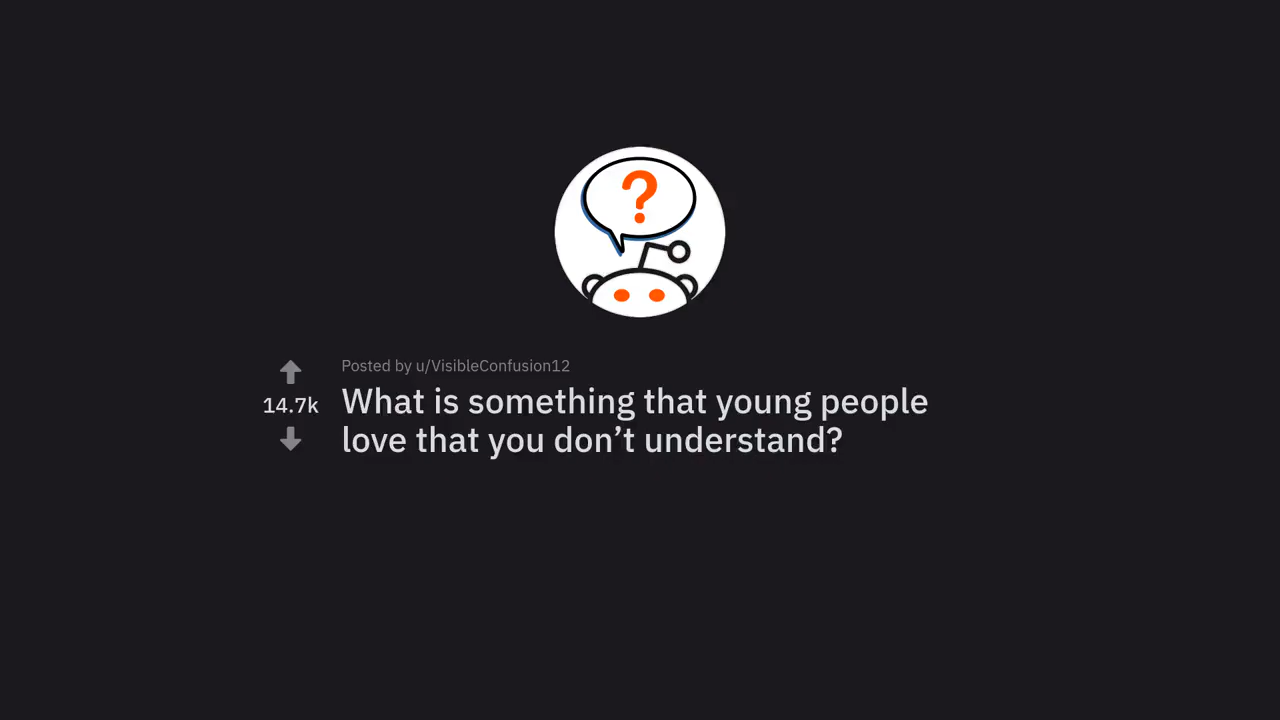 ?
Posted by u/VisibleConfusion12
14.7k
What is something that young people
love that you don’t understand?